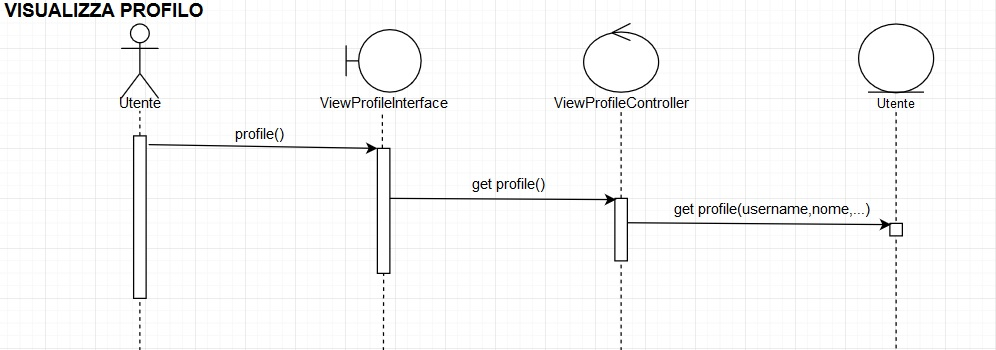 VISUALIZZA PROFILO
Utente
ViewProfileInterface
ViewProfileController
Utente
profile()
get profile()
get profile(username,nome,...)